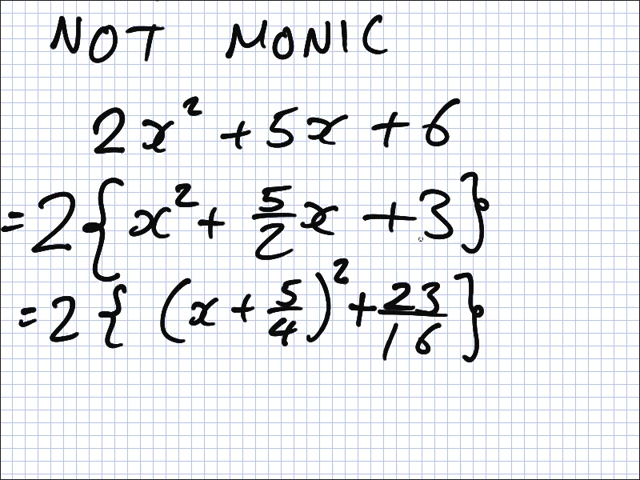 NOT MONIC
2x² + 5x + 6
= 2{x² + 5/2 x + 3}
= 2{(x + 5/4)² + 23/16}